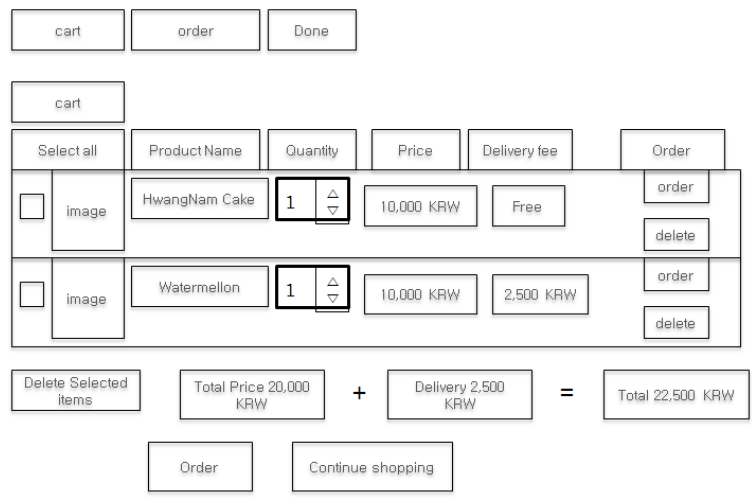 cart order Done
cart
Select all Product Name Quantity Price Delivery fee Order
image HwangNam Cake 1 10,000 KRW Free order
delete
image Watermellon 1 10,000 KRW 2,500 KRW order
delete
Delete Selected
items
Total Price 20,000
KRW
+
Delivery 2,500
KRW
=
Total 22,500 KRW
Order Continue shopping